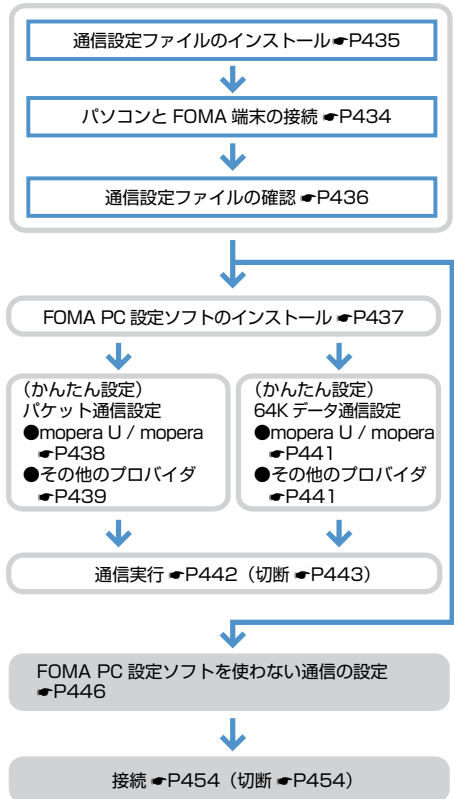 通信設定ファイルのインストール☛P435
パソコンと FOMA 端末の接続 ☛P434
通信設定ファイルの確認 ☛P436
FOMA PC 設定ソフトのインストール ☛P437
(かんたん設定)
パケット通信設定
●mopera U / mopera
☛P438
●その他のプロバイダ
☛P439
(かんたん設定)
64K データ通信設定
●mopera U / mopera
☛P441
●その他のプロバイダ
☛P441
通信実行 ☛P442（切断 ☛P443）
FOMA PC 設定ソフトを使わない通信の設定
☛P446
接続 ☛P454（切断 ☛P454）